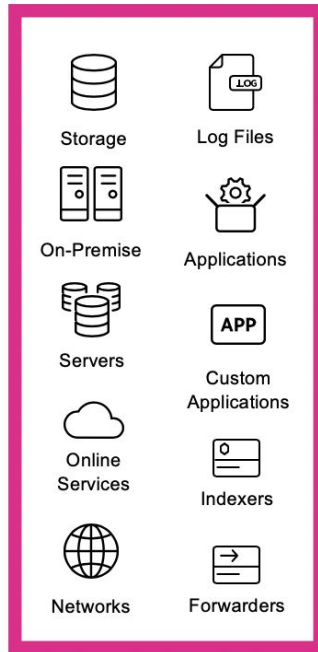 .LOG
Storage
Log Files
On-Premise
Applications
Servers
APP
Custom
Applications
Online
Services
Indexers
Networks
Forwarders